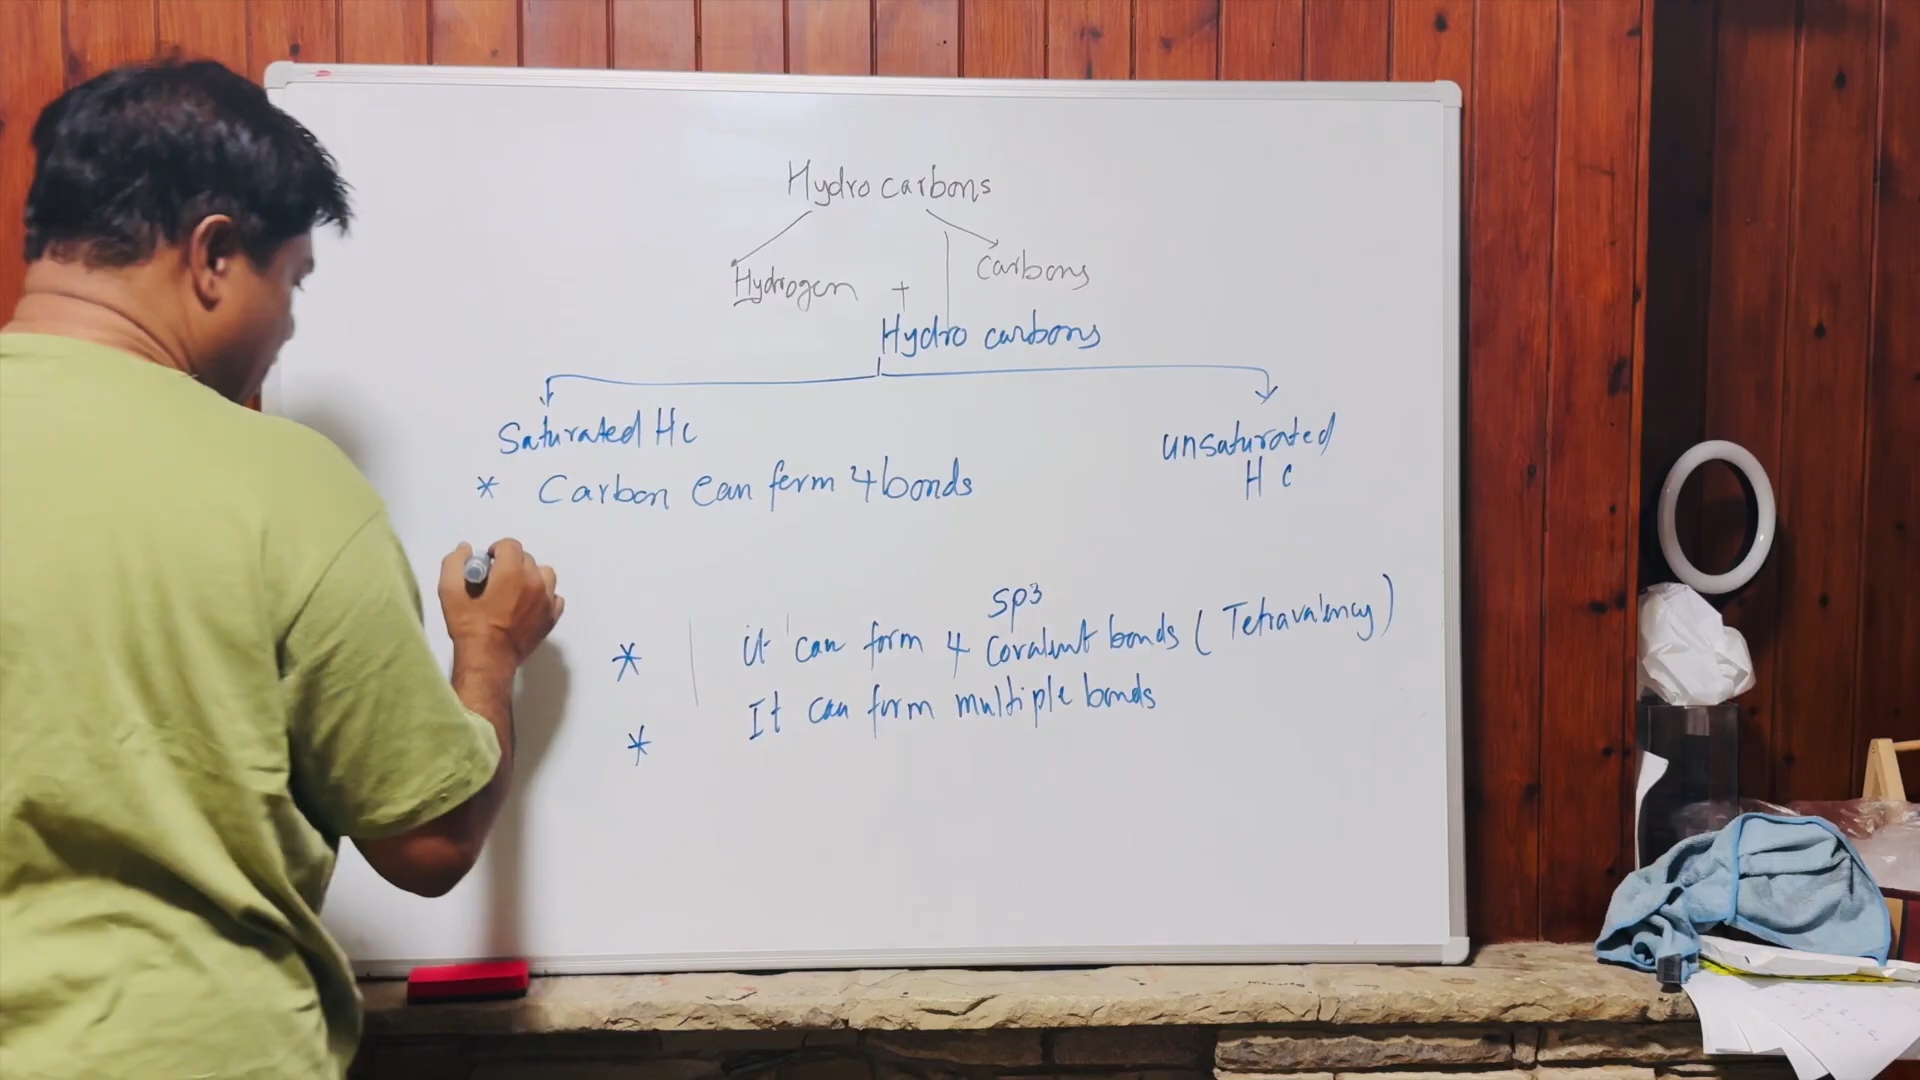 Hydro carbons
Hydrogen + Carbons
Hydro carbons
Saturated Hc
unsaturated
H c
* Carbon can form 4 bonds
sp3
* it can form 4 covalent bonds (Tetravalency)
* It can form multiple bonds